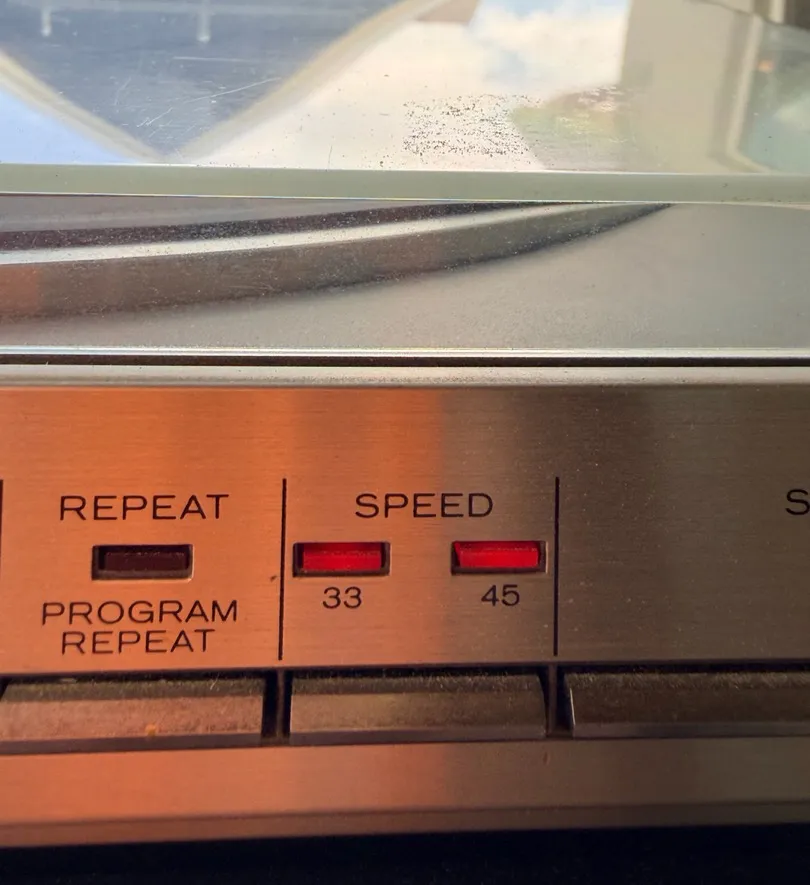 REPEAT
SPEED
S
33
45
PROGRAM
REPEAT